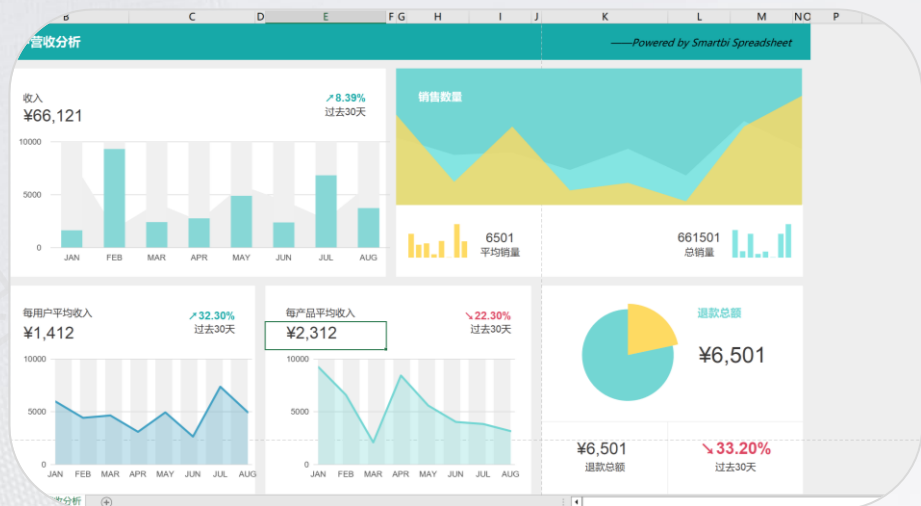 B C D E F G H I J K L M N O P
营收分析
——Powered by Smartbi Spreadsheet
收入
¥66,121
↗8.39%
过去30天
10000
5000
0
JAN FEB MAR APR MAY JUN JUL AUG
销售数量
6501
平均销量
661501
总销量
每用户平均收入
¥1,412
↗32.30%
过去30天
10000
5000
0
JAN FEB MAR APR MAY JUN JUL AUG
每产品平均收入
¥2,312
↘22.30%
过去30天
10000
5000
0
JAN FEB MAR APR MAY JUN JUL AUG
退款总额
¥6,501
¥6,501
退款总额
↘33.20%
过去30天
收分析